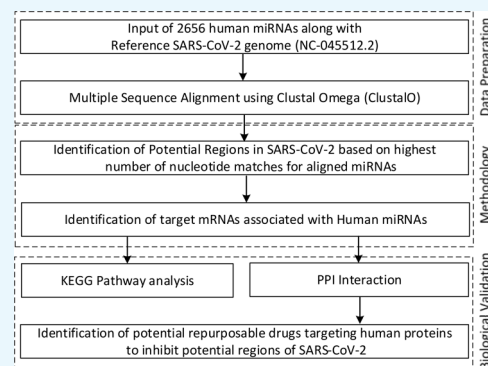 Input of 2656 human miRNAs along with
Reference SARS-CoV-2 genome (NC-045512.2)
Multiple Sequence Alignment using Clustal Omega (ClustalO)
Data Preparation
Identification of Potential Regions in SARS-CoV-2 based on highest
number of nucleotide matches for aligned miRNAs
Identification of target mRNAs associated with Human miRNAs
Methodology
KEGG Pathway analysis
PPI Interaction
Identification of potential repurposable drugs targeting human proteins
to inhibit potential regions of SARS-CoV-2
Biological Validation